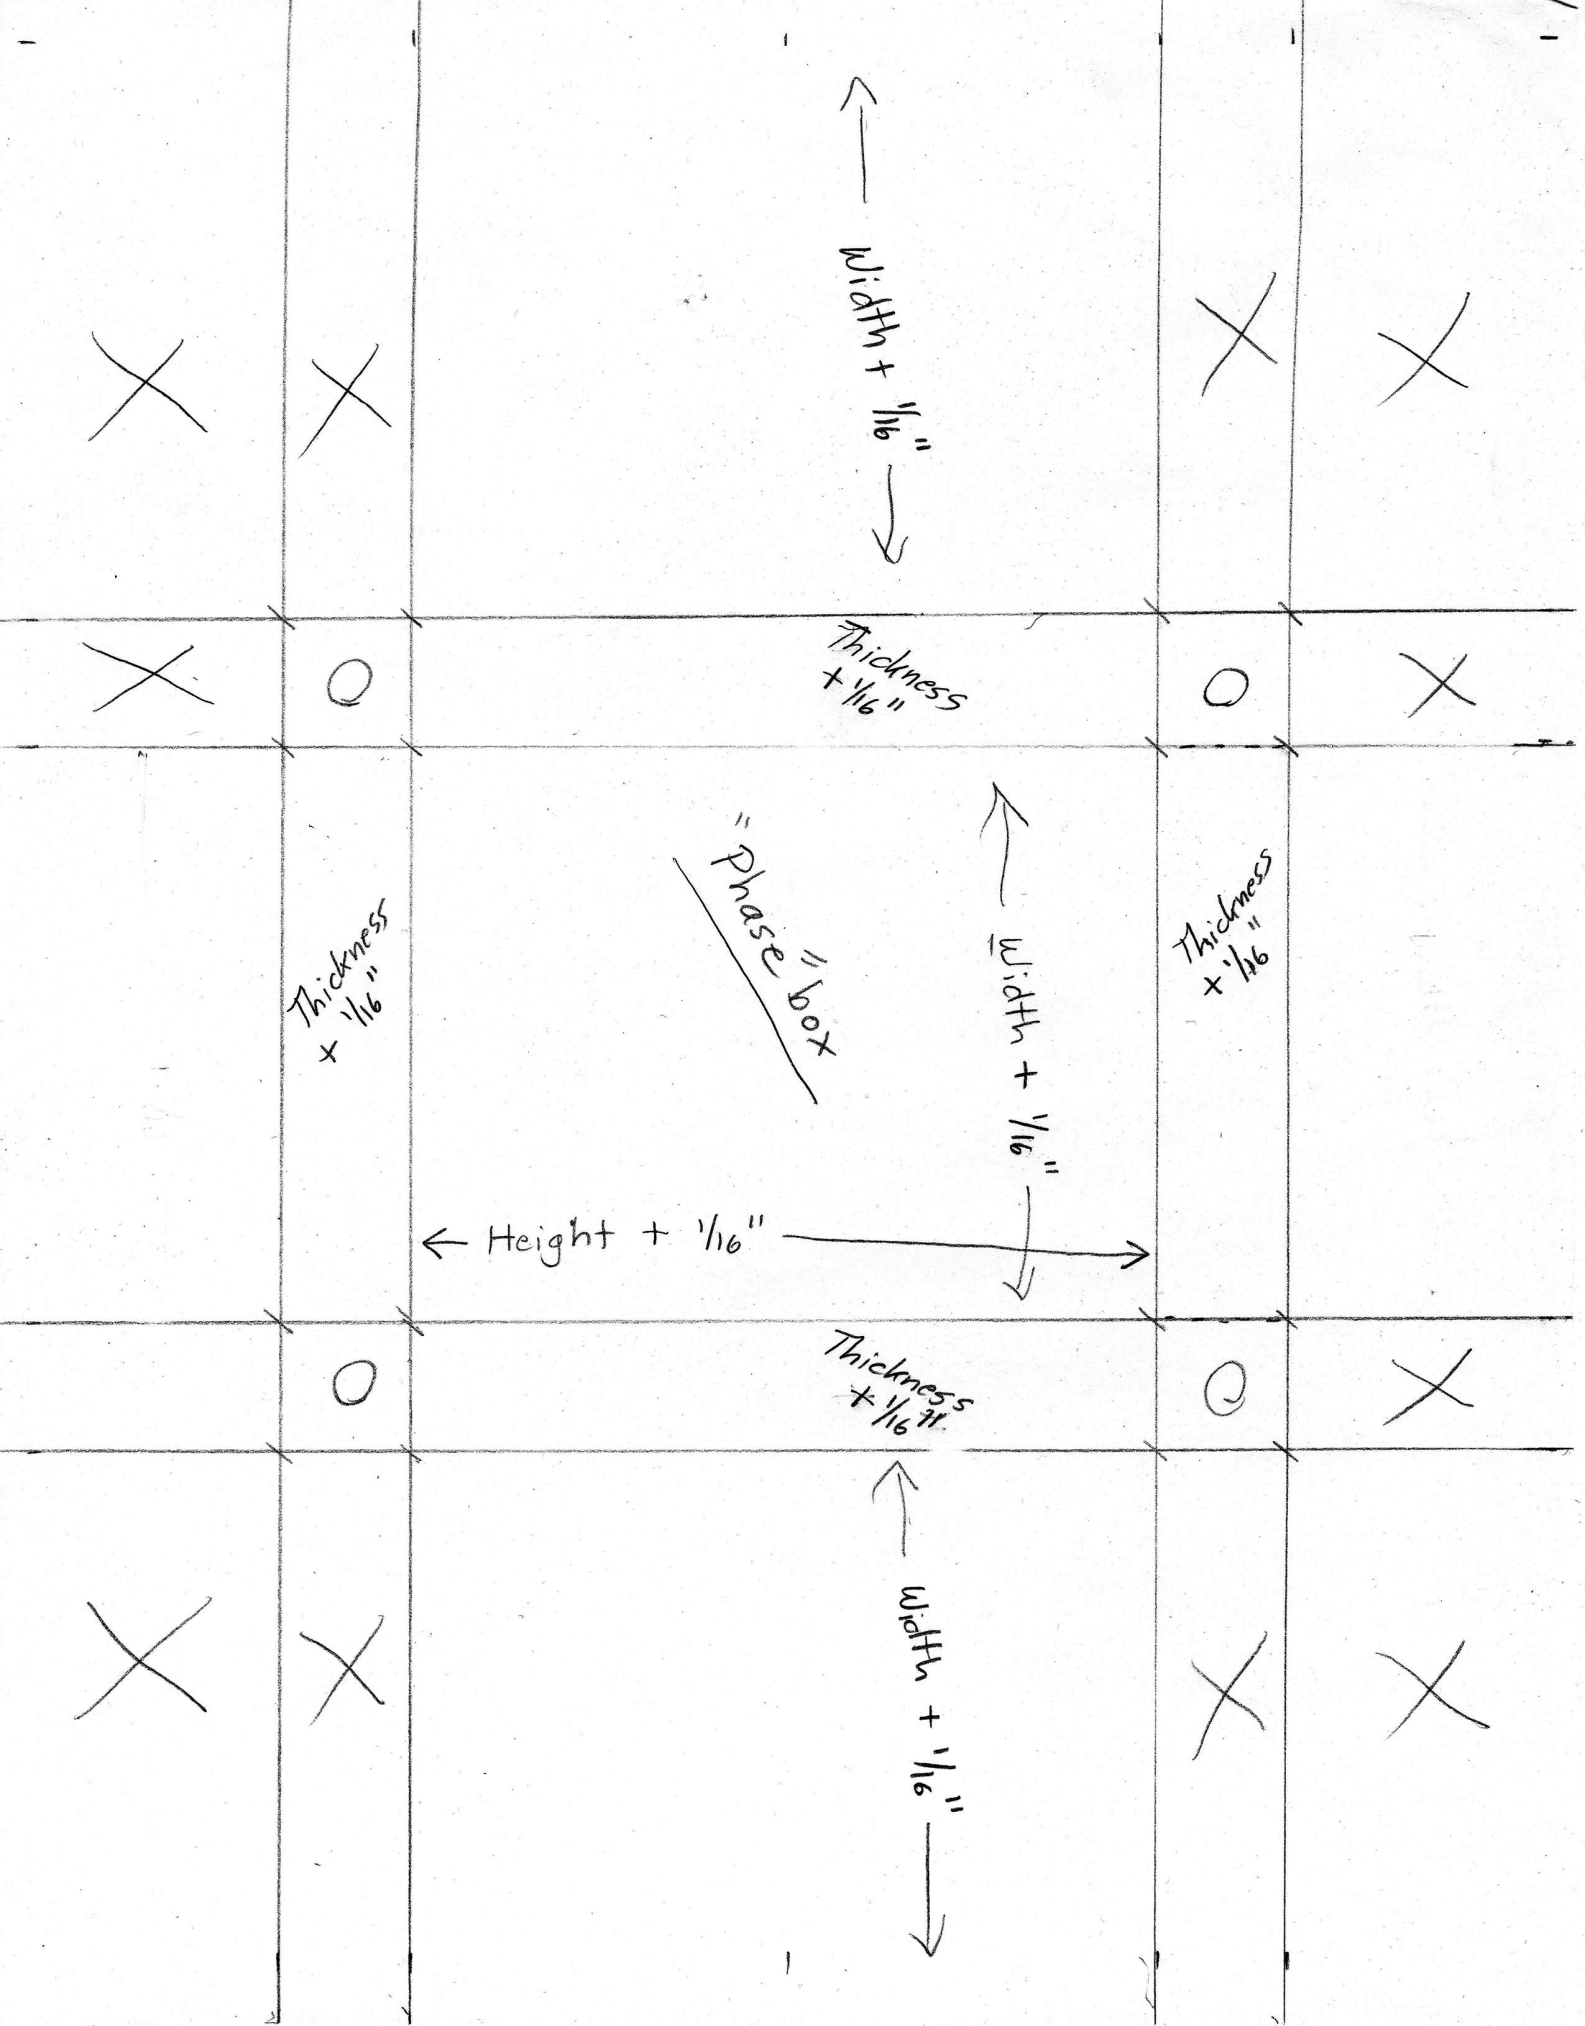 Width + 1/16"
X X X X
Thickness
+ 1/16"
X O O X
"Phase" box
Width + 1/16"
Thickness
+ 1/16"
Thickness
+ 1/16"
← Height + 1/16" →
Thickness
+ 1/16"
O O X
Width + 1/16"
X X X X